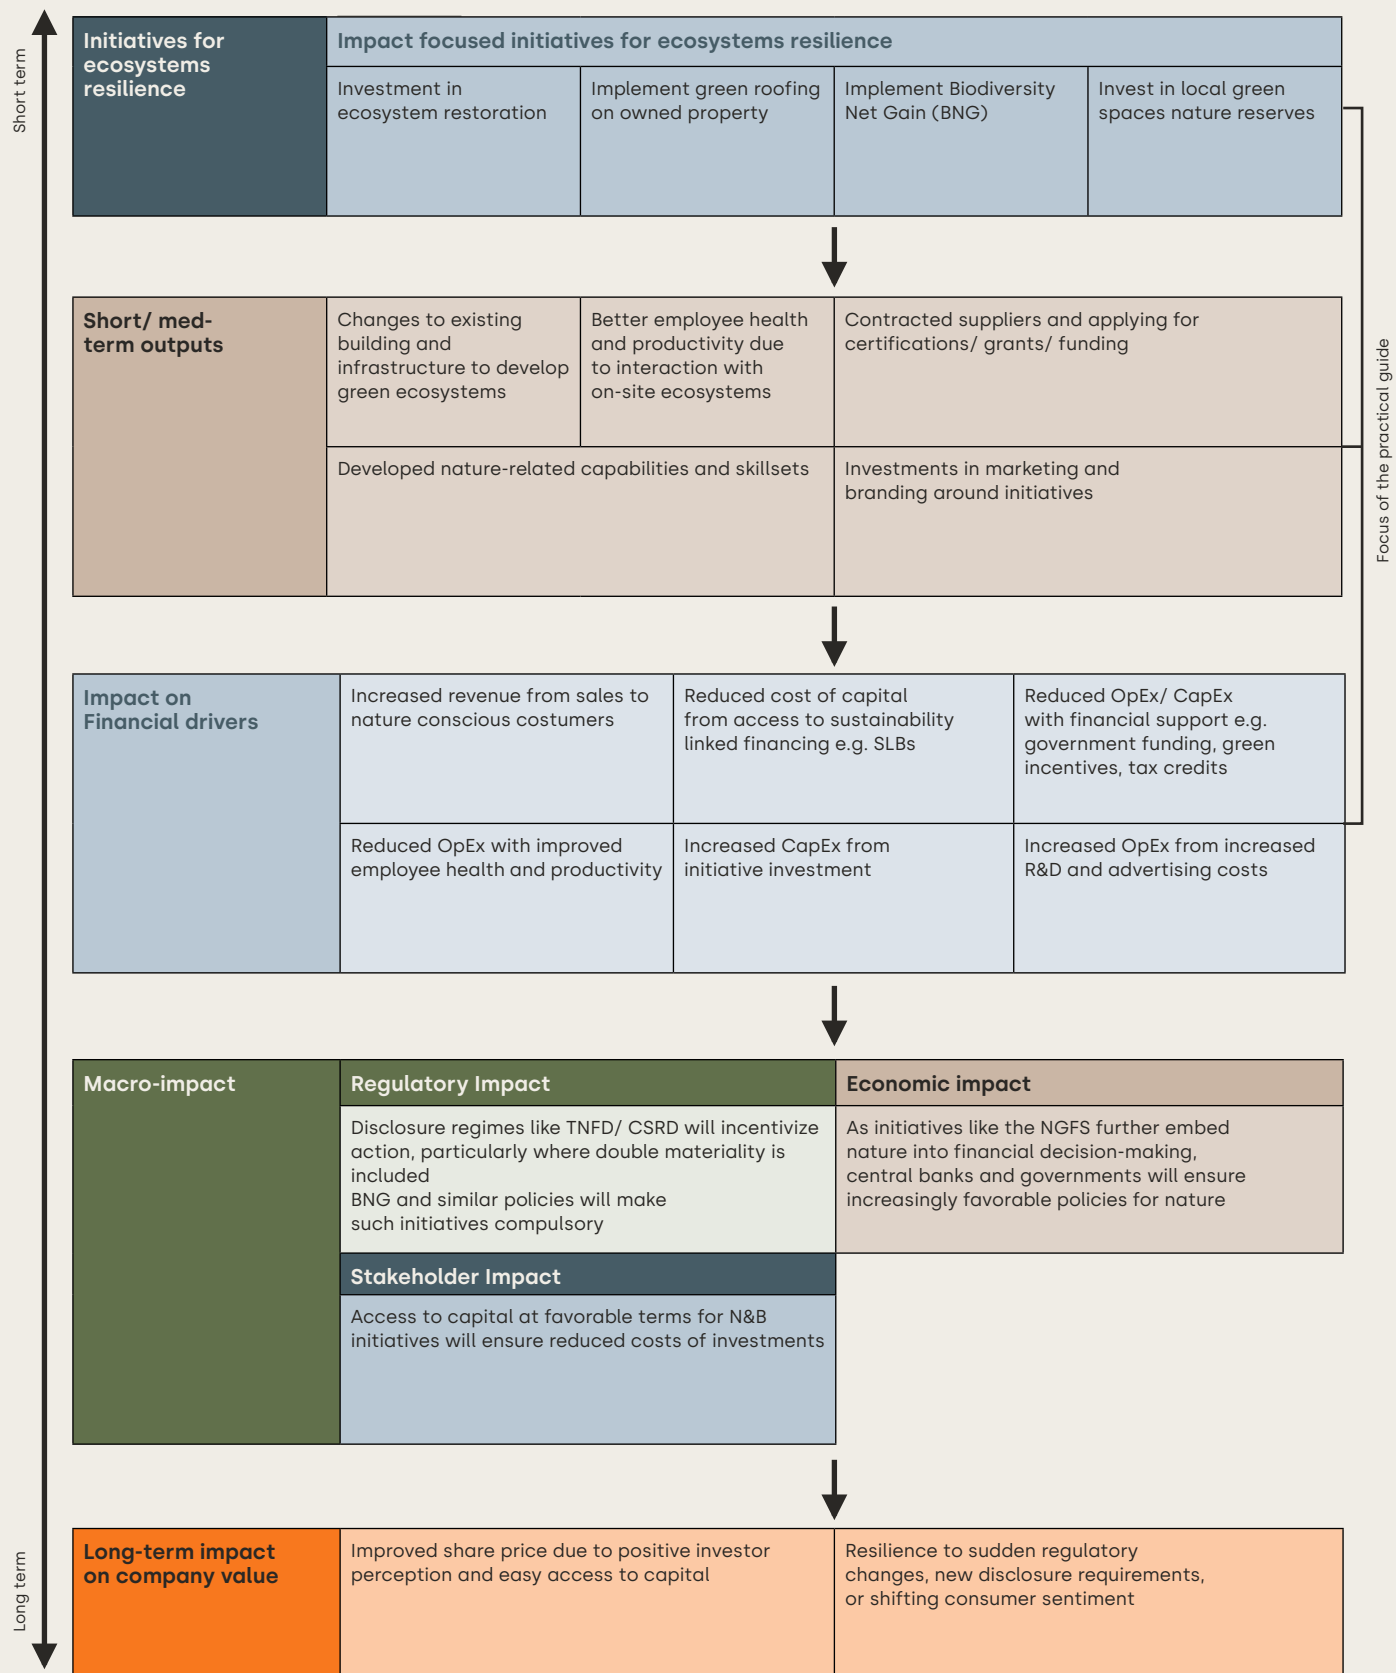 Short term
Initiatives for
ecosystems
resilience
Impact focused initiatives for ecosystems resilience
Investment in
ecosystem restoration
Implement green roofing
on owned property
Implement Biodiversity
Net Gain (BNG)
Invest in local green
spaces nature reserves
Short/ med-
term outputs
Changes to existing
building and
infrastructure to develop
green ecosystems
Better employee health
and productivity due
to interaction with
on-site ecosystems
Contracted suppliers and applying for
certifications/ grants/ funding
Developed nature-related capabilities and skillsets
Investments in marketing and
branding around initiatives
Focus of the practical guide
Impact on
Financial drivers
Increased revenue from sales to
nature conscious costumers
Reduced cost of capital
from access to sustainability
linked financing e.g. SLBs
Reduced OpEx/ CapEx
with financial support e.g.
government funding, green
incentives, tax credits
Reduced OpEx with improved
employee health and productivity
Increased CapEx from
initiative investment
Increased OpEx from increased
R&D and advertising costs
Macro-impact
Regulatory Impact
Disclosure regimes like TNFD/ CSRD will incentivize
action, particularly where double materiality is
included
BNG and similar policies will make
such initiatives compulsory
Economic impact
As initiatives like the NGFS further embed
nature into financial decision-making,
central banks and governments will ensure
increasingly favorable policies for nature
Stakeholder Impact
Access to capital at favorable terms for N&B
initiatives will ensure reduced costs of investments
Long-term impact
on company value
Improved share price due to positive investor
perception and easy access to capital
Resilience to sudden regulatory
changes, new disclosure requirements,
or shifting consumer sentiment
Long term